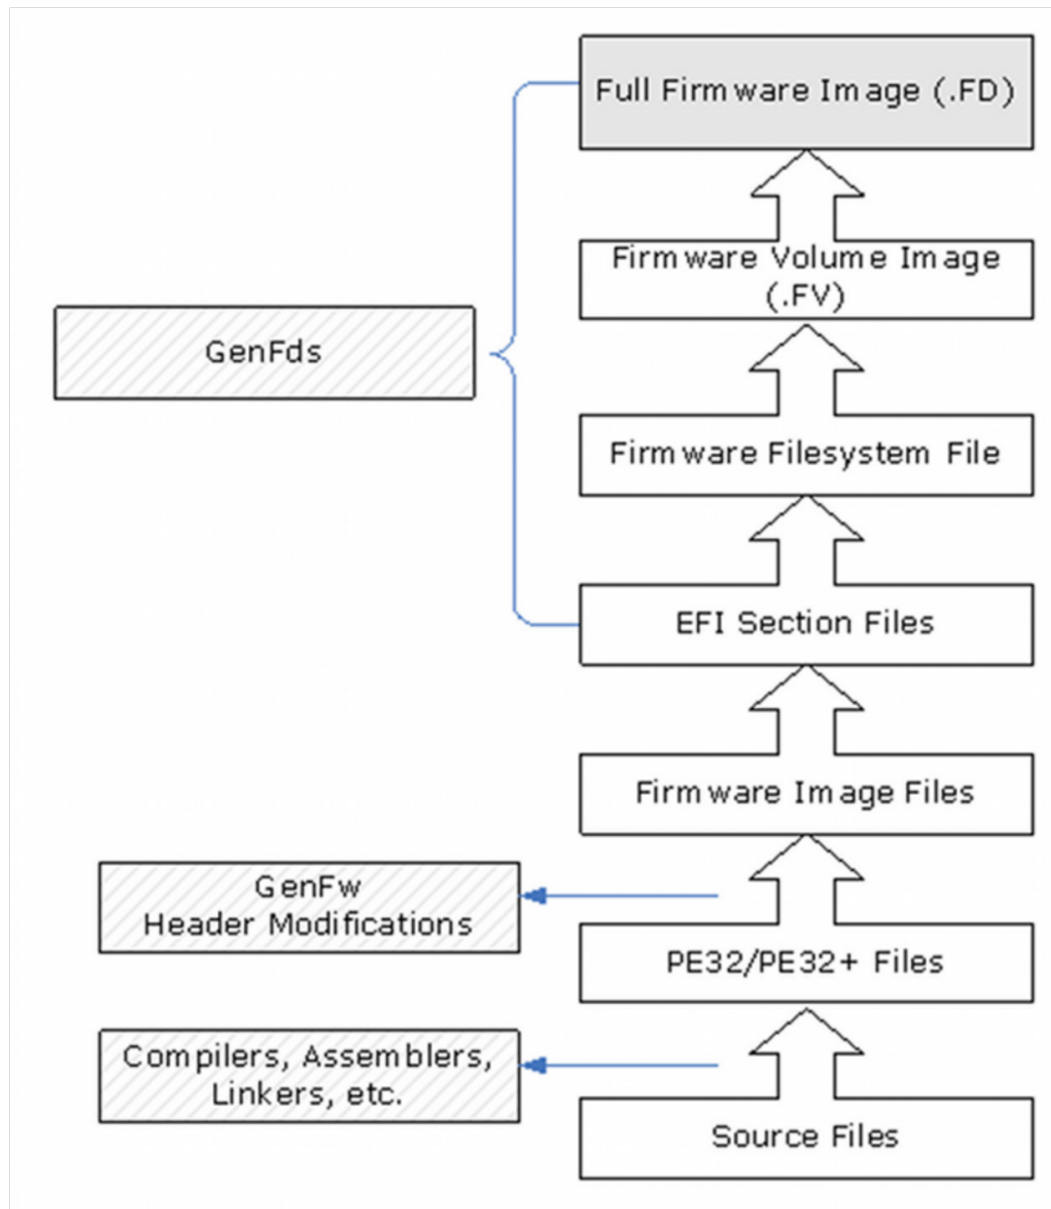 Full Firmware Image (.FD)
Firmware Volume Image
(.FV)
GenFds
Firmware Filesystem File
EFI Section Files
Firmware Image Files
GenFw
Header Modifications
PE32/PE32+ Files
Compilers, Assemblers,
Linkers, etc.
Source Files